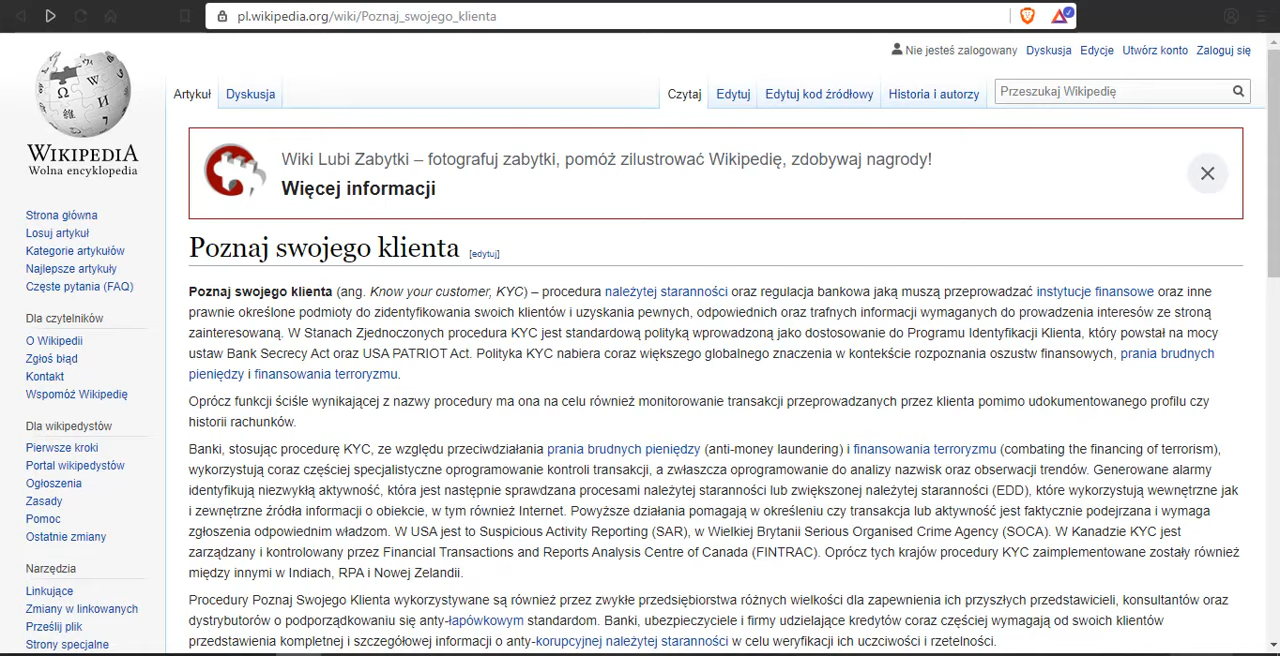 pl.wikipedia.org/wiki/Poznaj_swojego_klienta
Nie jesteś zalogowany Dyskusja Edycje Utwórz konto Zaloguj się
Artykuł Dyskusja Czytaj Edytuj Edytuj kod źródłowy Historia i autorzy Przeszukaj Wikipedię
WIKIPEDIA
Wolna encyklopedia
Strona główna
Losuj artykuł
Kategorie artykułów
Najlepsze artykuły
Częste pytania (FAQ)
Dla czytelników
O Wikipedii
Zgłoś błąd
Kontakt
Wspomóż Wikipedię
Dla wikipedystów
Pierwsze kroki
Portal wikipedystów
Ogłoszenia
Zasady
Pomoc
Ostatnie zmiany
Narzędzia
Linkujące
Zmiany w linkowanych
Prześlij plik
Strony specjalne
Wiki Lubi Zabytki – fotografuj zabytki, pomóż zilustrować Wikipedię, zdobywaj nagrody!
Więcej informacji
Poznaj swojego klienta [edytuj]
Poznaj swojego klienta (ang. Know your customer, KYC) – procedura należytej staranności oraz regulacja bankowa jaką muszą przeprowadzać instytucje finansowe oraz inne
prawnie określone podmioty do zidentyfikowania swoich klientów i uzyskania pewnych, odpowiednich oraz trafnych informacji wymaganych do prowadzenia interesów ze stroną
zainteresowaną. W Stanach Zjednoczonych procedura KYC jest standardową polityką wprowadzoną jako dostosowanie do Programu Identyfikacji Klienta, który powstał na mocy
ustaw Bank Secrecy Act oraz USA PATRIOT Act. Polityka KYC nabiera coraz większego globalnego znaczenia w kontekście rozpoznania oszustw finansowych, prania brudnych
pieniędzy i finansowania terroryzmu.
Oprócz funkcji ściśle wynikającej z nazwy procedury ma ona na celu również monitorowanie transakcji przeprowadzanych przez klienta pomimo udokumentowanego profilu czy
historii rachunków.
Banki, stosując procedurę KYC, ze względu przeciwdziałania prania brudnych pieniędzy (anti-money laundering) i finansowania terroryzmu (combating the financing of terrorism),
wykorzystują coraz częściej specjalistyczne oprogramowanie kontroli transakcji, a zwłaszcza oprogramowanie do analizy nazwisk oraz obserwacji trendów. Generowane alarmy
identyfikują niezwykłą aktywność, która jest następnie sprawdzana procesami należytej staranności lub zwiększonej należytej staranności (EDD), które wykorzystują wewnętrzne jak
i zewnętrzne źródła informacji o obiekcie, w tym również Internet. Powyższe działania pomagają w określeniu czy transakcja lub aktywność jest faktycznie podejrzana i wymaga
zgłoszenia odpowiednim władzom. W USA jest to Suspicious Activity Reporting (SAR), w Wielkiej Brytanii Serious Organised Crime Agency (SOCA). W Kanadzie KYC jest
zarządzany i kontrolowany przez Financial Transactions and Reports Analysis Centre of Canada (FINTRAC). Oprócz tych krajów procedury KYC zaimplementowane zostały również
między innymi w Indiach, RPA i Nowej Zelandii.
Procedury Poznaj Swojego Klienta wykorzystywane są również przez zwykłe przedsiębiorstwa różnych wielkości dla zapewnienia ich przyszłych przedstawicieli, konsultantów oraz
dystrybutorów o podporządkowaniu się anty-łapówkowym standardom. Banki, ubezpieczyciele i firmy udzielające kredytów coraz częściej wymagają od swoich klientów
przedstawienia kompletnej i szczegółowej informacji o anty-korupcyjnej należytej staranności w celu weryfikacji ich uczciwości i rzetelności.